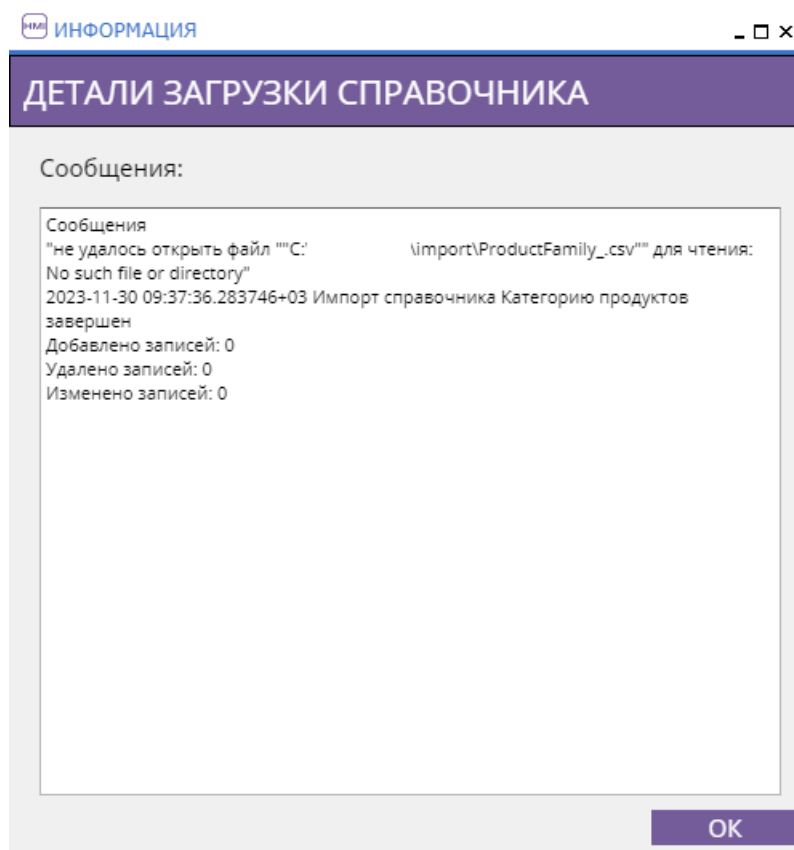 HMI ИНФОРМАЦИЯ
ДЕТАЛИ ЗАГРУЗКИ СПРАВОЧНИКА
Сообщения:
Сообщения
"не удалось открыть файл ""C:' \import\ProductFamily_.csv"" для чтения:
No such file or directory"
2023-11-30 09:37:36.283746+03 Импорт справочника Категорию продуктов
завершен
Добавлено записей: 0
Удалено записей: 0
Изменено записей: 0
OK